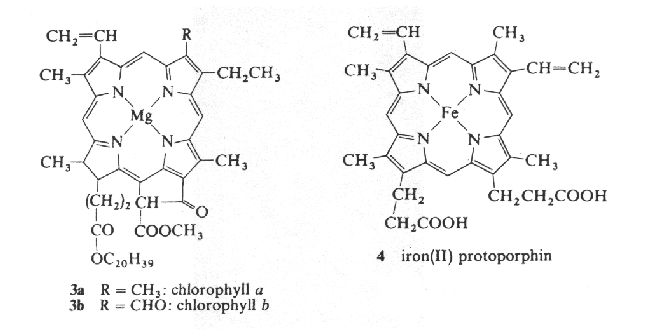 CH₂=CH
R
CH₃
CH₂CH₃
N
N
Mg
N
N
CH₃
CH₃
(CH₂)₂
CH
O
CO
COOCH₃
OC₂₀H₃₉
3a R = CH₃: chlorophyll a
3b R = CHO: chlorophyll b
CH₂=CH
CH₃
CH₃
CH=CH₂
N
N
Fe
N
N
CH₃
CH₃
CH₂
CH₂CH₂COOH
CH₂COOH
4 iron(II) protoporphin